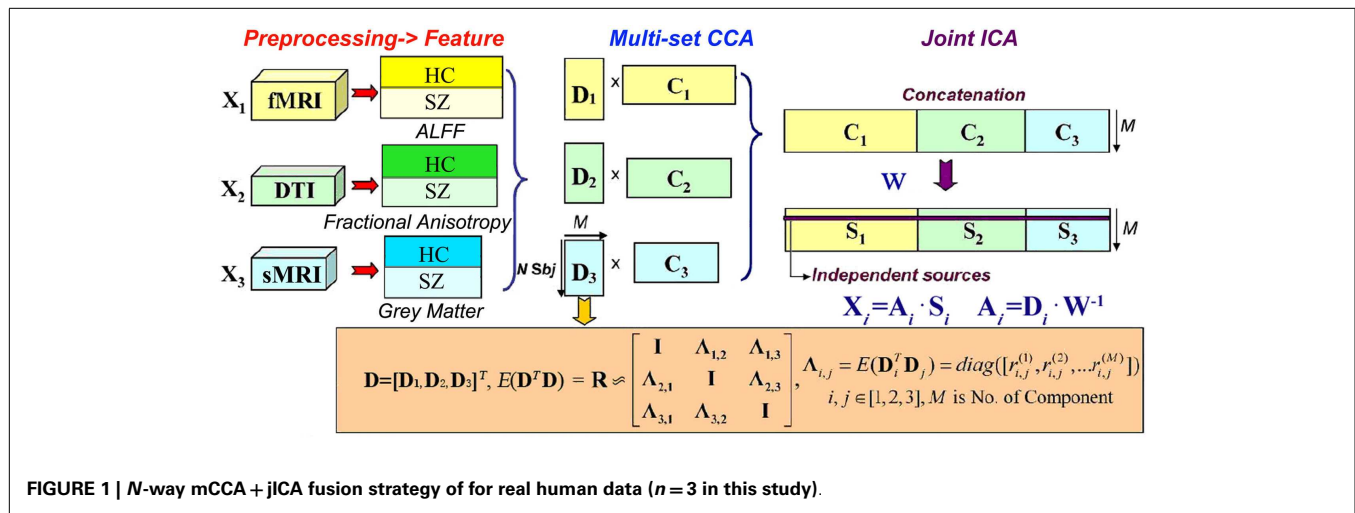 Preprocessing-> Feature
Multi-set CCA
Joint ICA
X₁ fMRI
HC
SZ
ALFF
X₂ DTI
HC
SZ
Fractional Anisotropy
X₃ sMRI
HC
SZ
Grey Matter
D₁ x C₁
D₂ x C₂
M
N Sbj
D₃ x C₃
Concatenation
C₁ C₂ C₃ M
W
S₁ S₂ S₃ M
Independent sources
Xᵢ=Aᵢ · Sᵢ Aᵢ=Dᵢ · W⁻¹
D=[D₁,D₂,D₃]ᵀ, E(DᵀD) = R ≈ [I Λ₁,₂ Λ₁,₃
Λ₂,₁ I Λ₂,₃
Λ₃,₁ Λ₃,₂ I] , Λᵢ,ⱼ = E(DᵢᵀDⱼ) = diag([rᵢ,ⱼ⁽¹⁾, rᵢ,ⱼ⁽²⁾,...rᵢ,ⱼ⁽ᴹ⁾])
i, j ∈[1,2,3], M is No. of Component
FIGURE 1 | N-way mCCA + jICA fusion strategy of for real human data (n = 3 in this study).